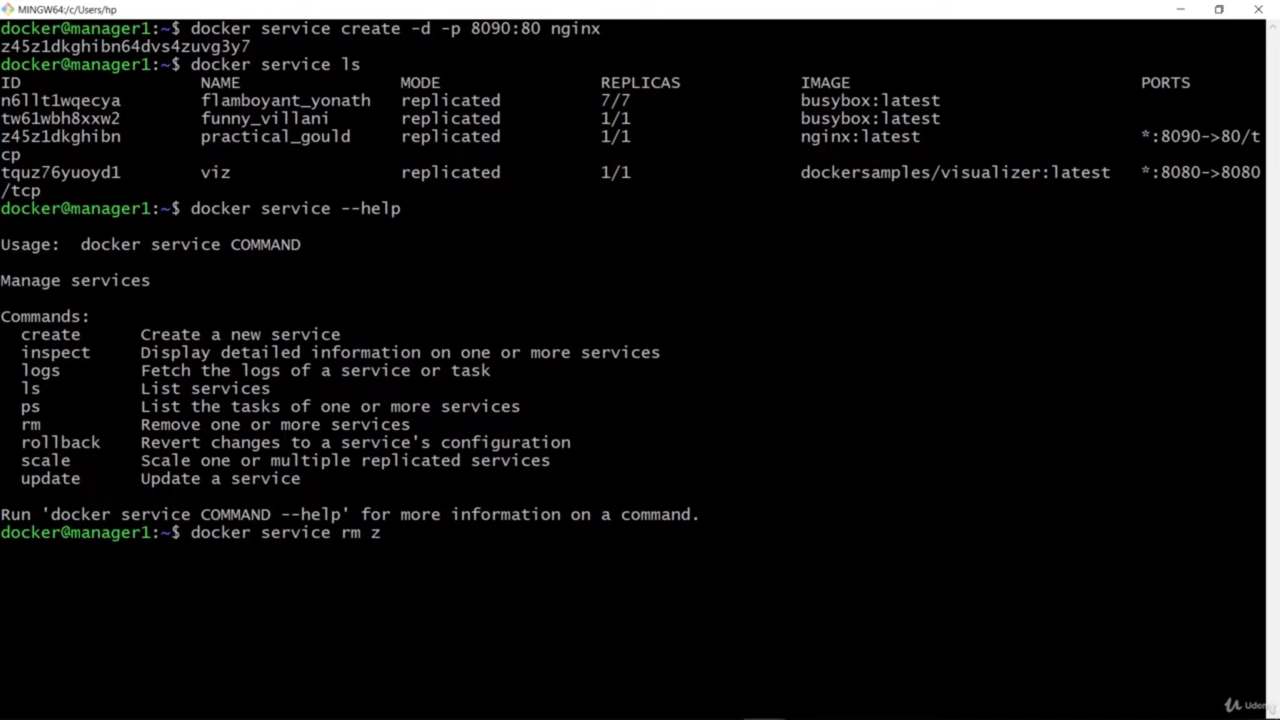 MINGW64:/c/Users/hp
docker@manager1:~$ docker service create -d -p 8090:80 nginx
z45z1dkghibn64dvs4zuvg3y7
docker@manager1:~$ docker service ls
ID NAME MODE REPLICAS IMAGE PORTS
n6llt1wqecya flamboyant_yonath replicated 7/7 busybox:latest
tw61wbh8xxw2 funny_villani replicated 1/1 busybox:latest
z45z1dkghibn practical_gould replicated 1/1 nginx:latest *:8090->80/t
cp
tquz76yuoyd1 viz replicated 1/1 dockersamples/visualizer:latest *:8080->8080
/tcp
docker@manager1:~$ docker service --help
Usage: docker service COMMAND
Manage services
Commands:
create Create a new service
inspect Display detailed information on one or more services
logs Fetch the logs of a service or task
ls List services
ps List the tasks of one or more services
rm Remove one or more services
rollback Revert changes to a service's configuration
scale Scale one or multiple replicated services
update Update a service
Run 'docker service COMMAND --help' for more information on a command.
docker@manager1:~$ docker service rm z